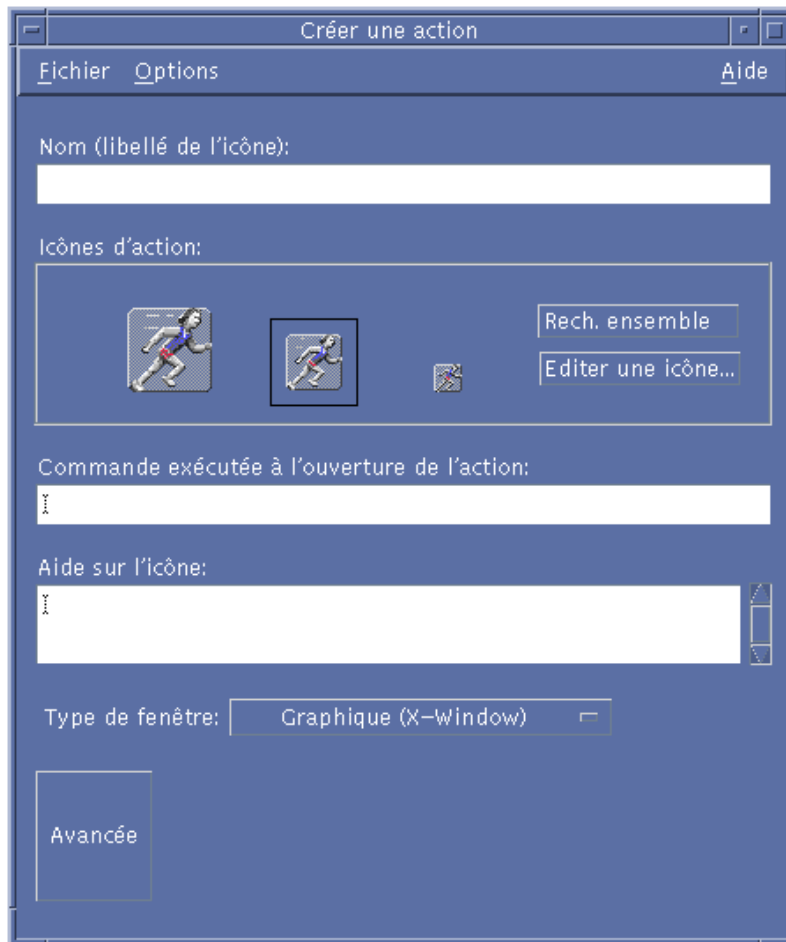 Créer une action
Fichier Options Aide
Nom (libellé de l'icône):
Icônes d'action:
Rech. ensemble
Editer une icône...
Commande exécutée à l'ouverture de l'action:
Aide sur l'icône:
Type de fenêtre: Graphique (X-Window)
Avancée